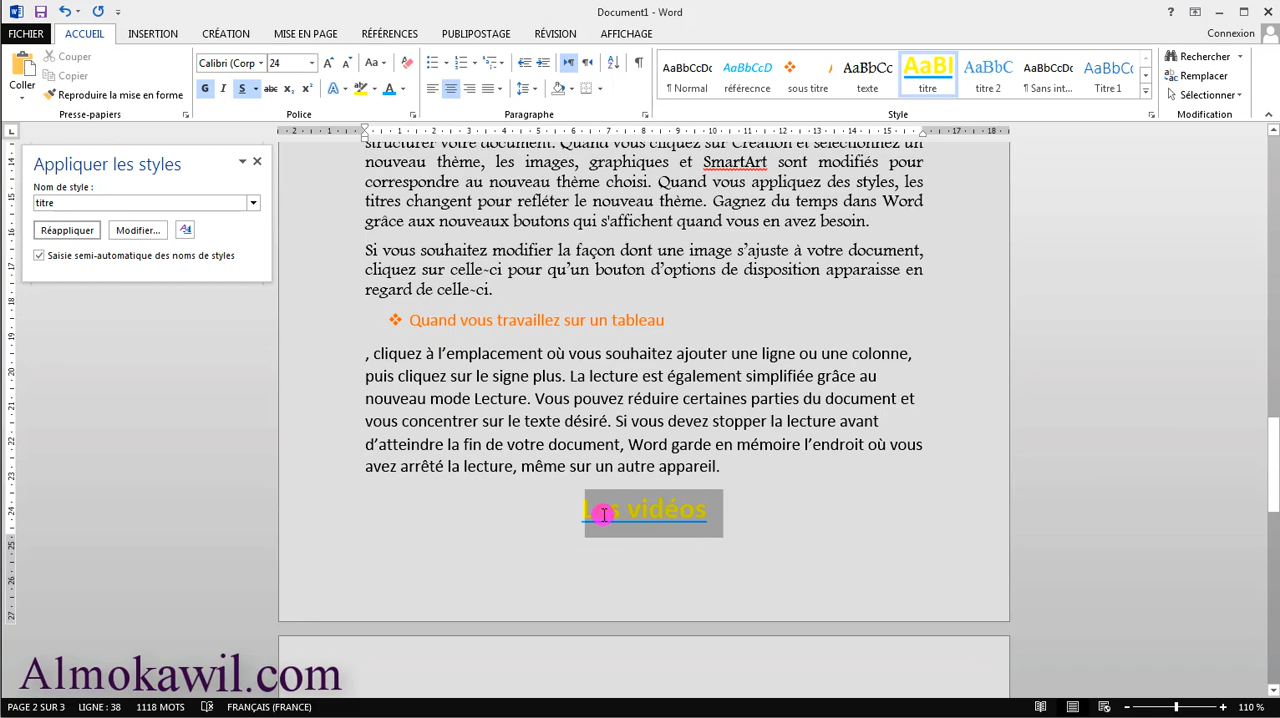 Document1 - Word
FICHIER ACCUEIL INSERTION CRÉATION MISE EN PAGE RÉFÉRENCES PUBLIPOSTAGE RÉVISION AFFICHAGE Connexion
Coller
Couper
Copier
Reproduire la mise en forme
Presse-papiers
Calibri (Corp 24
Police
Paragraphe
AaBbCcDc AaBbCcD AaBbCc AaBl AaBbC AaBbCcDc AaBbC
¶ Normal référecnce sous titre texte titre titre 2 ¶ Sans int... Titre 1
Style
Rechercher
Remplacer
Sélectionner
Modification
Appliquer les styles
Nom de style :
titre
Réappliquer Modifier...
Saisie semi-automatique des noms de styles
structurer votre document. Quand vous cliquez sur Création et sélectionnez un
nouveau thème, les images, graphiques et SmartArt sont modifiés pour
correspondre au nouveau thème choisi. Quand vous appliquez des styles, les
titres changent pour refléter le nouveau thème. Gagnez du temps dans Word
grâce aux nouveaux boutons qui s'affichent quand vous en avez besoin.
Si vous souhaitez modifier la façon dont une image s’ajuste à votre document,
cliquez sur celle-ci pour qu’un bouton d’options de disposition apparaisse en
regard de celle-ci.
❖ Quand vous travaillez sur un tableau
, cliquez à l’emplacement où vous souhaitez ajouter une ligne ou une colonne,
puis cliquez sur le signe plus. La lecture est également simplifiée grâce au
nouveau mode Lecture. Vous pouvez réduire certaines parties du document et
vous concentrer sur le texte désiré. Si vous devez stopper la lecture avant
d’atteindre la fin de votre document, Word garde en mémoire l’endroit où vous
avez arrêté la lecture, même sur un autre appareil.
Les vidéos
Almokawil.com
PAGE 2 SUR 3 LIGNE : 38 1118 MOTS FRANÇAIS (FRANCE) 110 %